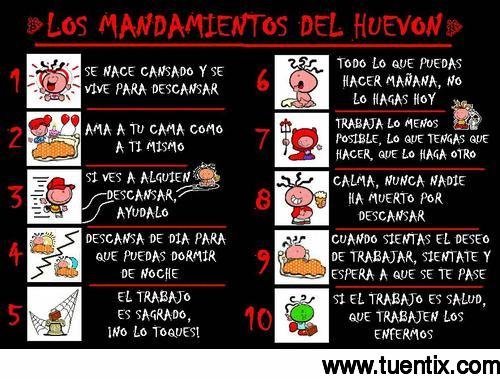 LOS MANDAMIENTOS DEL HUEVON
1
SE NACE CANSADO Y SE
VIVE PARA DESCANSAR
2
AMA A TU CAMA COMO
A TI MISMO
3
SI VES A ALGUIEN
DESCANSAR,
AYUDALO
4
DESCANSA DE DIA PARA
QUE PUEDAS DORMIR
DE NOCHE
5
EL TRABAJO
ES SAGRADO,
¡NO LO TOQUES!
6
TODO LO QUE PUEDAS
HACER MAÑANA, NO
LO HAGAS HOY
7
TRABAJA LO MENOS
POSIBLE, LO QUE TENGAS QUE
HACER, QUE LO HAGA OTRO
8
CALMA, NUNCA NADIE
HA MUERTO POR
DESCANSAR
9
CUANDO SIENTAS EL DESEO
DE TRABAJAR, SIENTATE Y
ESPERA A QUE SE TE PASE
10
SI EL TRABAJO ES SALUD,
QUE TRABAJEN LOS
ENFERMOS
www.tuentix.com